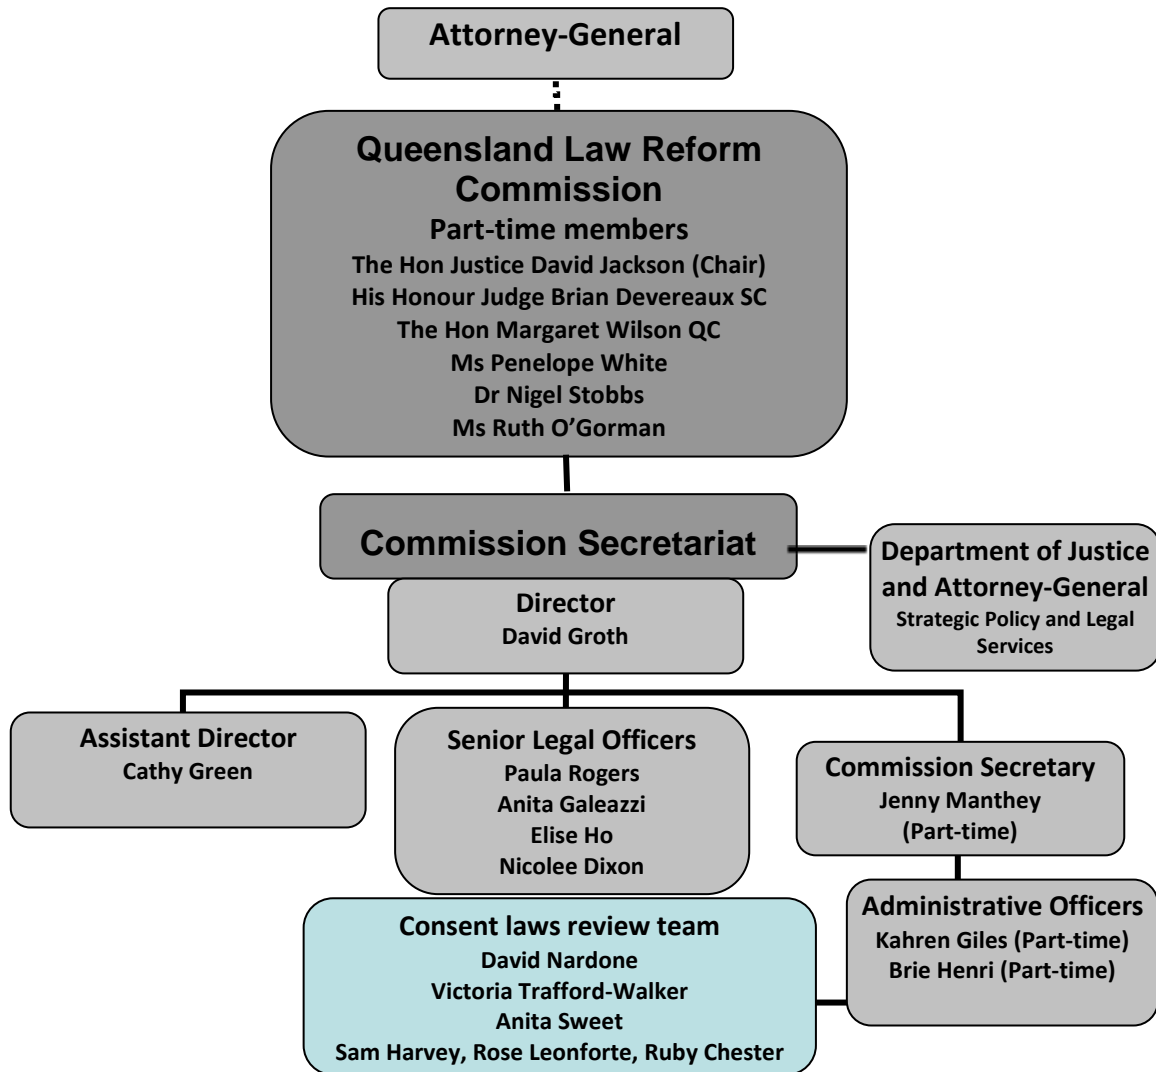 Attorney-General
Queensland Law Reform
Commission
Part-time members
The Hon Justice David Jackson (Chair)
His Honour Judge Brian Devereaux SC
The Hon Margaret Wilson QC
Ms Penelope White
Dr Nigel Stobbs
Ms Ruth O’Gorman
Commission Secretariat
Department of Justice
and Attorney-General
Strategic Policy and Legal
Services
Director
David Groth
Assistant Director
Cathy Green
Senior Legal Officers
Paula Rogers
Anita Galeazzi
Elise Ho
Nicolee Dixon
Commission Secretary
Jenny Manthey
(Part-time)
Administrative Officers
Kahren Giles (Part-time)
Brie Henri (Part-time)
Consent laws review team
David Nardone
Victoria Trafford-Walker
Anita Sweet
Sam Harvey, Rose Leonforte, Ruby Chester